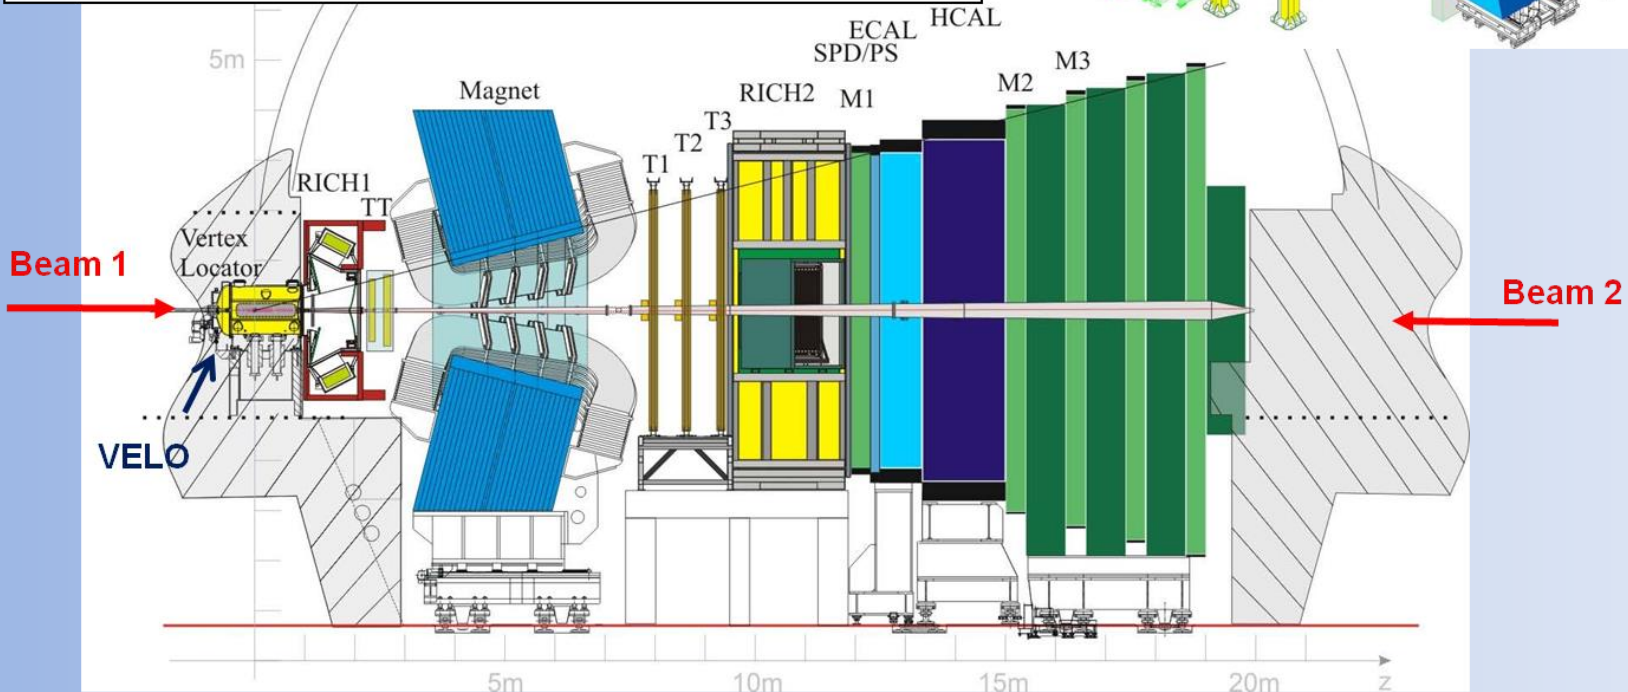 HCAL
ECAL
SPD/PS
5m
M3
M2
Magnet
RICH2
M1
T3
T2
T1
RICH1
TT
Vertex
Locator
Beam 1
Beam 2
VELO
5m
10m
15m
20m
z